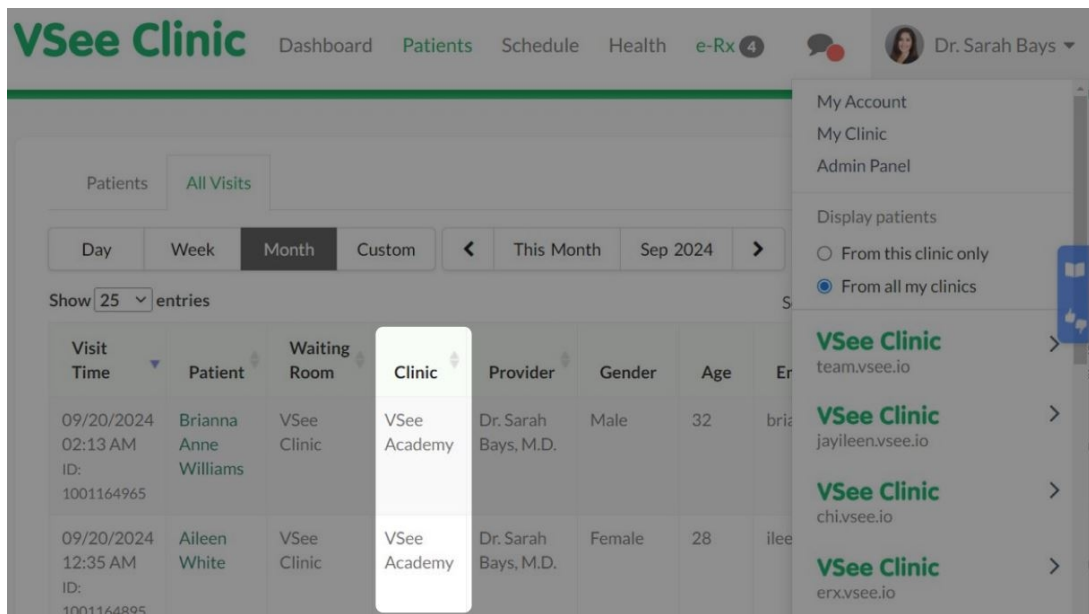 VSee Clinic Dashboard Patients Schedule Health e-Rx 4 Dr. Sarah Bays
My Account
My Clinic
Admin Panel
Display patients
From this clinic only
From all my clinics
VSee Clinic
team.vsee.io
VSee Clinic
jayileen.vsee.io
VSee Clinic
chi.vsee.io
VSee Clinic
erx.vsee.io
Patients All Visits
Day Week Month Custom This Month Sep 2024
Show 25 entries
Visit Time Patient Waiting Room Clinic Provider Gender Age
09/20/2024 Brianna VSee VSee Dr. Sarah Male 32
02:13 AM Anne Clinic Academy Bays, M.D.
ID: Williams
1001164965
09/20/2024 Aileen VSee VSee Dr. Sarah Female 28
12:35 AM White Clinic Academy Bays, M.D.
ID:
1001164895